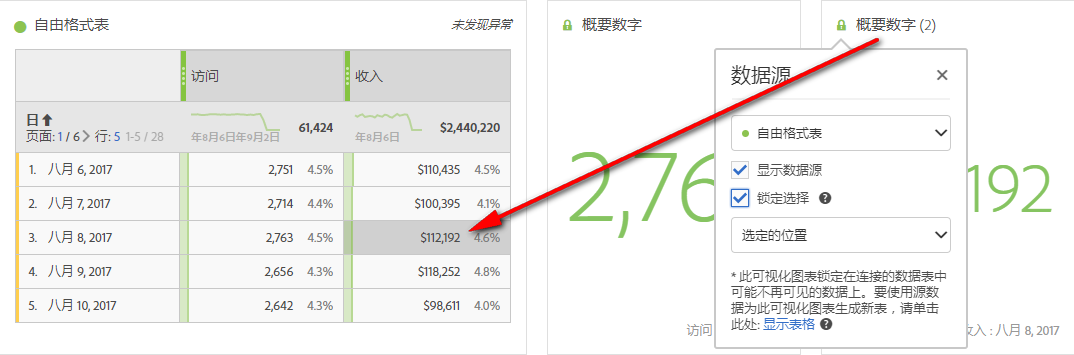 自由格式表
未发现异常
访问
收入
日
页面: 1 / 6 行: 5 1-5 / 28
年8月6日年9月2日
61,424
年8月6日
$2,440,220
1. 八月 6, 2017 2,751 4.5% $110,435 4.5%
2. 八月 7, 2017 2,714 4.4% $100,395 4.1%
3. 八月 8, 2017 2,763 4.5% $112,192 4.6%
4. 八月 9, 2017 2,656 4.3% $118,252 4.8%
5. 八月 10, 2017 2,642 4.3% $98,611 4.0%
概要数字
2,76
访问
概要数字 (2)
192
收入 : 八月 8, 2017
数据源
自由格式表
显示数据源
锁定选择
选定的位置
* 此可视化图表锁定在连接的数据表中
可能不再可见的数据上。要使用源数
据为此可视化图表生成新表，请单击
此处: 显示表格